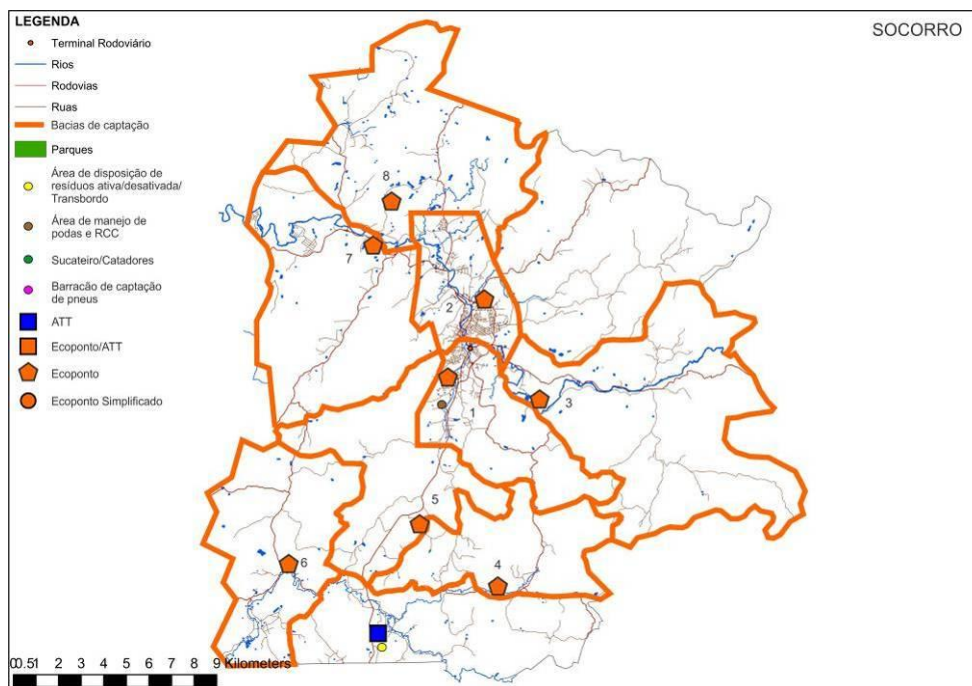 LEGENDA
Terminal Rodoviário
Rios
Rodovias
Ruas
Bacias de captação
Parques
Área de disposição de
resíduos ativa/desativada/
Transbordo
Área de manejo de
podas e RCC
Sucateiro/Catadores
Barracão de captação
de pneus
ATT
Ecoponto/ATT
Ecoponto
Ecoponto Simplificado
SOCORRO
8
7
2
3
1
5
4
6
0 0.5 1 2 3 4 5 6 7 8 9 Kilometers